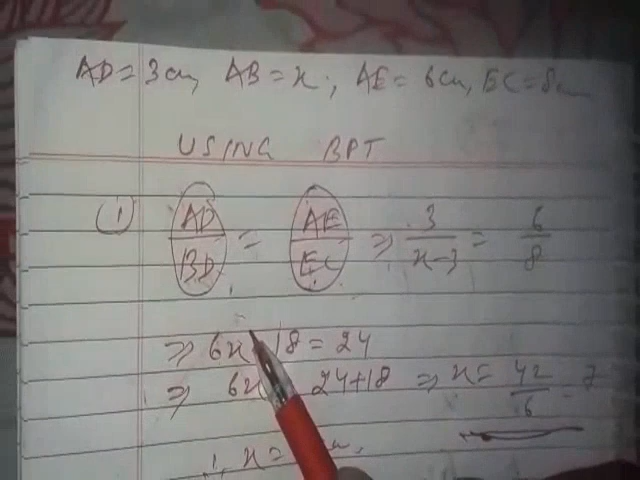 AD = 3cm, AB = x, AE = 6cm, EC = 8cm
USING BPT
① AD/BD = AE/EC ⇒ 3/x-3 = 6/8
⇒ 6x 18 = 24
⇒ 6x 24+18 ⇒ x = 42/6 = 7
x =